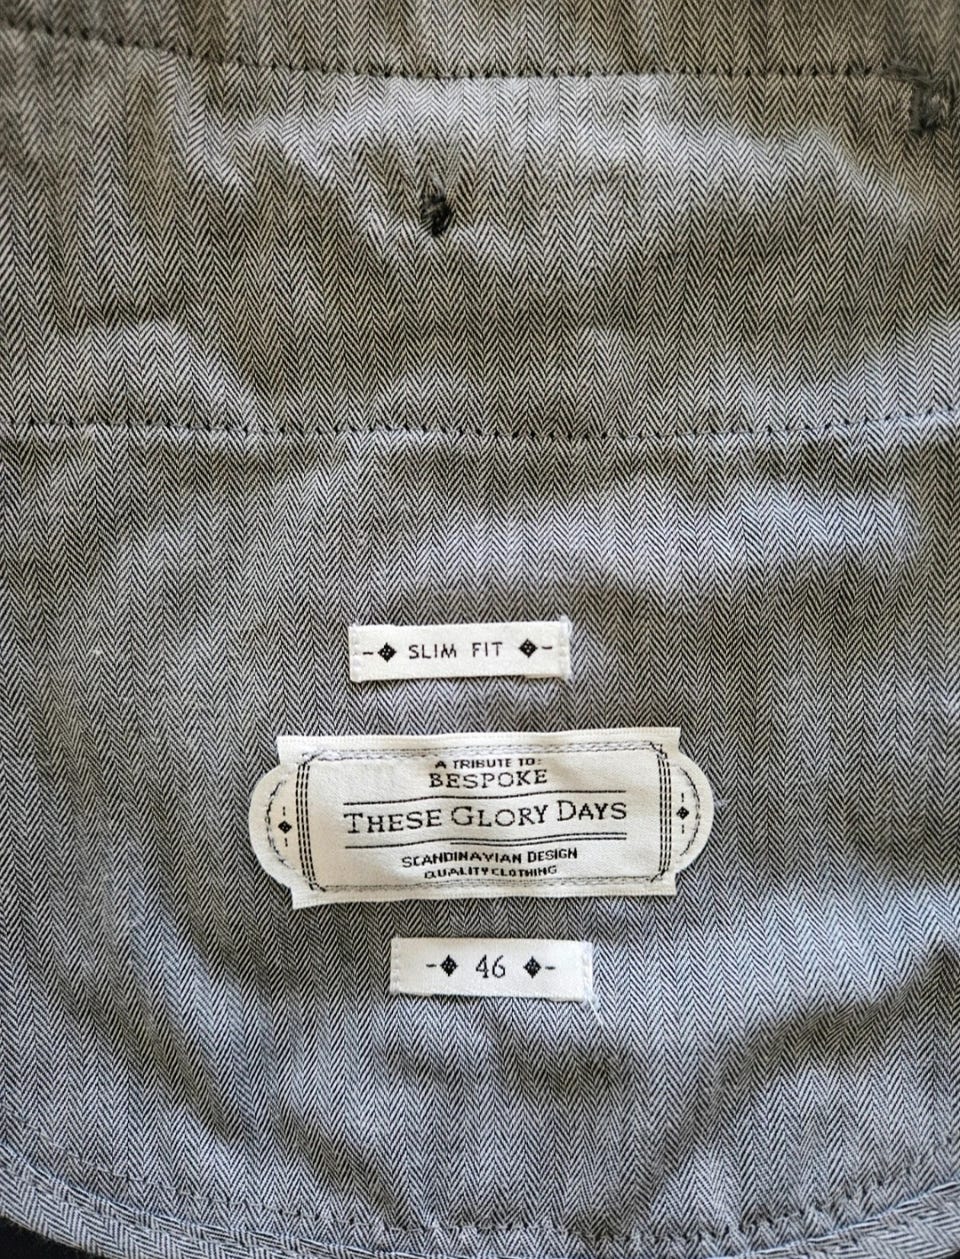 SLIM FIT
A TRIBUTE TO:
BESPOKE
THESE GLORY DAYS
SCANDINAVIAN DESIGN
QUALITY CLOTHING
46